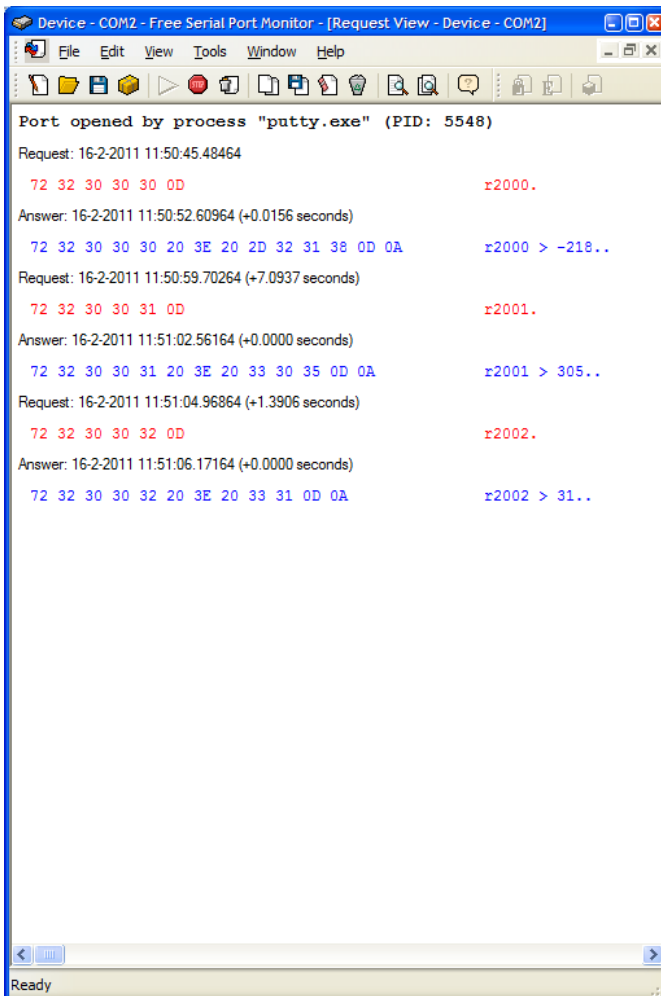 Device - COM2 - Free Serial Port Monitor - [Request View - Device - COM2]
File Edit View Tools Window Help
Port opened by process "putty.exe" (PID: 5548)
Request: 16-2-2011 11:50:45.48464
72 32 30 30 30 0D r2000.
Answer: 16-2-2011 11:50:52.60964 (+0.0156 seconds)
72 32 30 30 30 20 3E 20 2D 32 31 38 0D 0A r2000 > -218..
Request: 16-2-2011 11:50:59.70264 (+7.0937 seconds)
72 32 30 30 31 0D r2001.
Answer: 16-2-2011 11:51:02.56164 (+0.0000 seconds)
72 32 30 30 31 20 3E 20 33 30 35 0D 0A r2001 > 305..
Request: 16-2-2011 11:51:04.96864 (+1.3906 seconds)
72 32 30 30 32 0D r2002.
Answer: 16-2-2011 11:51:06.17164 (+0.0000 seconds)
72 32 30 30 32 20 3E 20 33 31 0D 0A r2002 > 31..
Ready